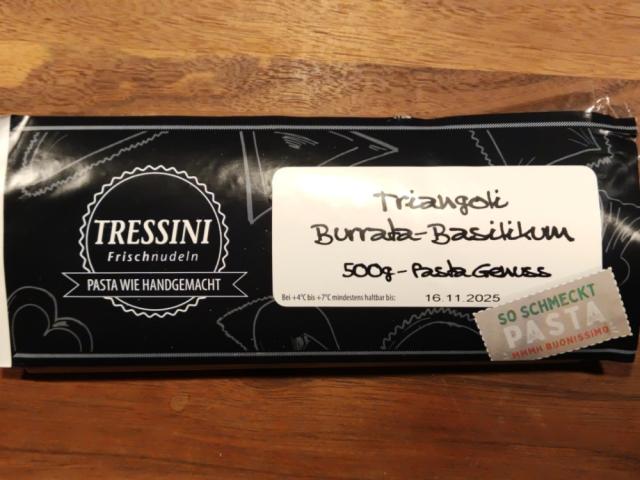 TRESSINI
Frischnudeln
PASTA WIE HANDGEMACHT
Triangoli
Burrata-Basilikum
500g-Pasta Genuss
Bei +4°C bis +7°C mindestens haltbar bis: 16.11.2025
SO SCHMECKT
PASTA
MMMH BUONISSIMO